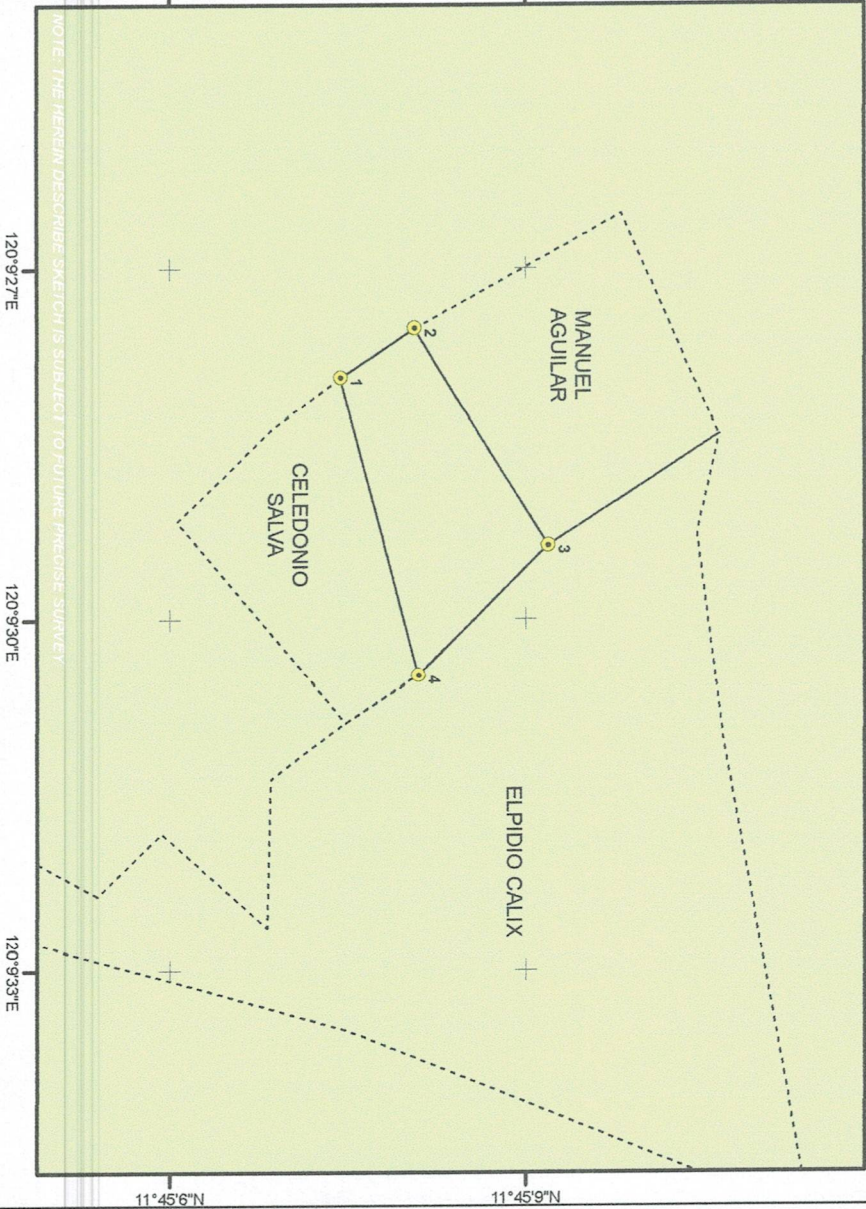 MANUEL
AGUILAR
2
1
3
CELEDONIO
SALVA
4
ELPIDIO CALIX
NOTE: THE HEREIN DESCRIBE SKETCH IS SUBJECT TO FUTURE PRECISE SURVEY
120°9'27"E
120°9'30"E
120°9'33"E
11°45'6"N
11°45'9"N